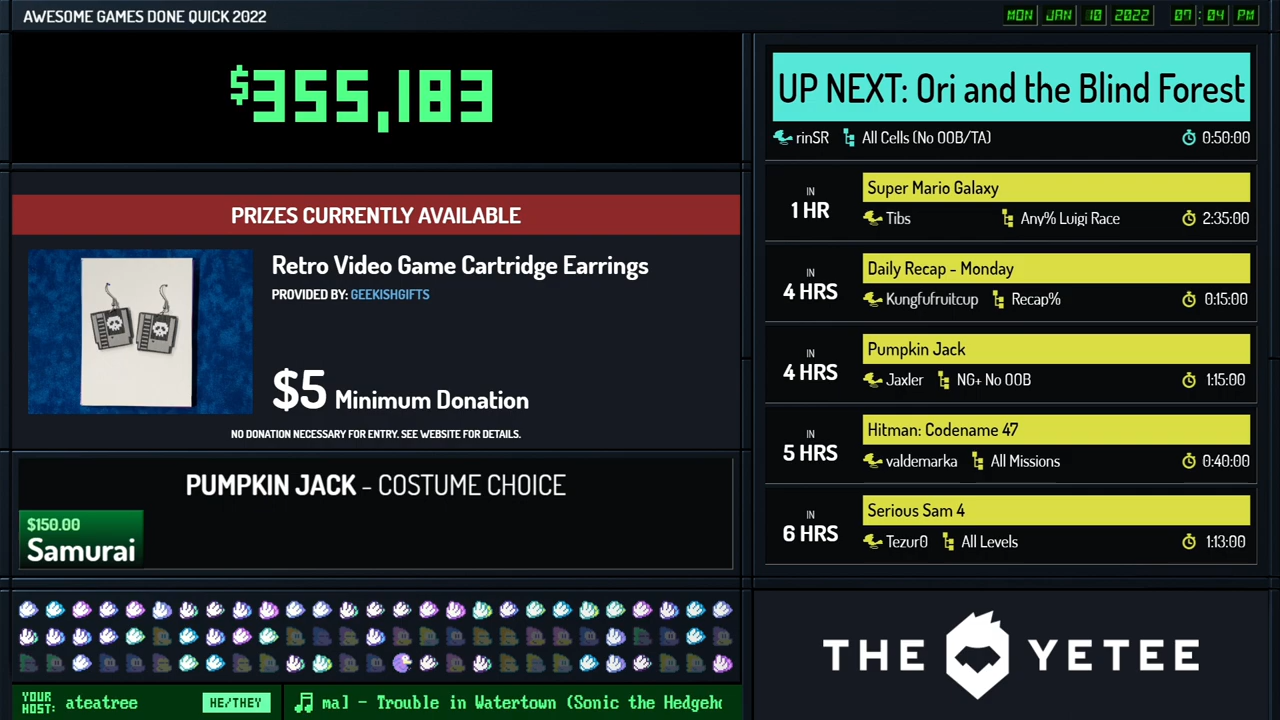 AWESOME GAMES DONE QUICK 2022
MON JAN 10 2022 07:04 PM
$355,183
PRIZES CURRENTLY AVAILABLE
Retro Video Game Cartridge Earrings
PROVIDED BY: GEEKISHGIFTS
$5 Minimum Donation
NO DONATION NECESSARY FOR ENTRY. SEE WEBSITE FOR DETAILS.
PUMPKIN JACK - COSTUME CHOICE
$150.00
Samurai
YOUR HOST: ateatree HE/THEY
ma] - Trouble in Watertown (Sonic the Hedgeho
UP NEXT: Ori and the Blind Forest
rinSR All Cells (No OOB/TA) 0:50:00
IN 1 HR
Super Mario Galaxy
Tibs Any% Luigi Race 2:35:00
IN 4 HRS
Daily Recap - Monday
Kungfufruitcup Recap% 0:15:00
IN 4 HRS
Pumpkin Jack
Jaxler NG+ No OOB 1:15:00
IN 5 HRS
Hitman: Codename 47
valdemarka All Missions 0:40:00
IN 6 HRS
Serious Sam 4
Tezur0 All Levels 1:13:00
THE YETEE